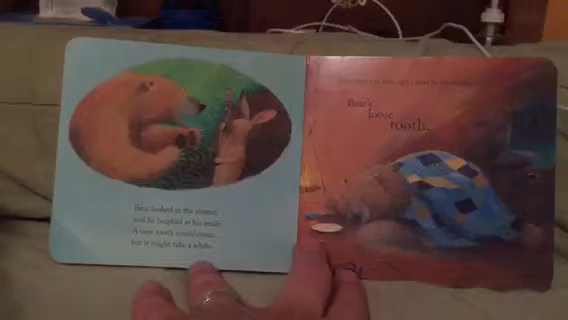 Bear looked in the mirror,
and he laughed at his smile.
A new tooth would come,
but it might take a while.
Bear's
loose
tooth.